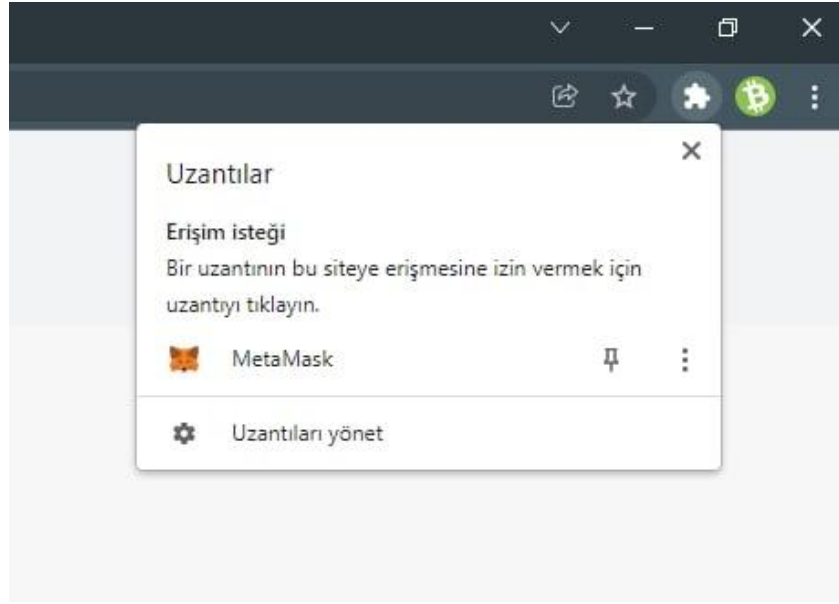 Uzantılar
Erişim isteği
Bir uzantının bu siteye erişmesine izin vermek için
uzantıyı tıklayın.
MetaMask
Uzantıları yönet